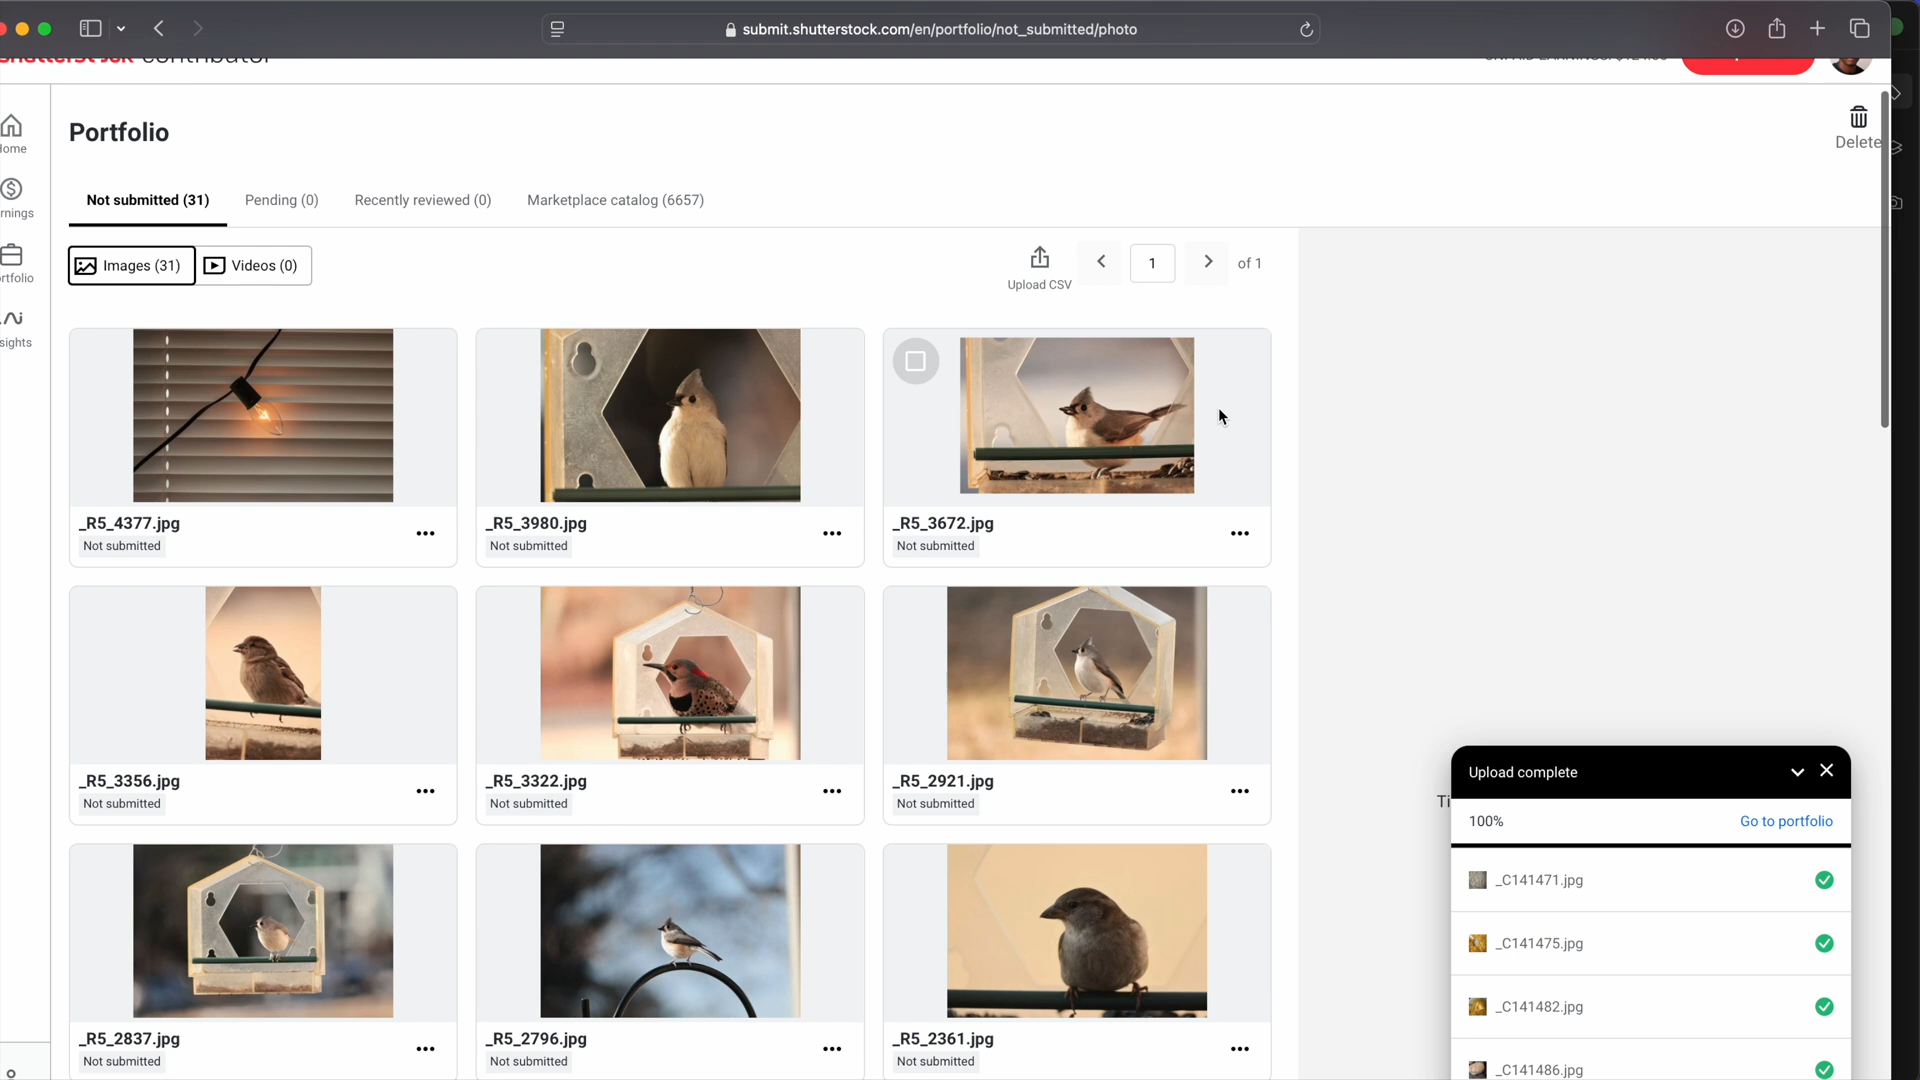 submit.shutterstock.com/en/portfolio/not_submitted/photo
Portfolio
Delete
Not submitted (31)
Pending (0)
Recently reviewed (0)
Marketplace catalog (6657)
Images (31)
Videos (0)
Upload CSV
1
of 1
_R5_4377.jpg
Not submitted
_R5_3980.jpg
Not submitted
_R5_3672.jpg
Not submitted
_R5_3356.jpg
Not submitted
_R5_3322.jpg
Not submitted
_R5_2921.jpg
Not submitted
_R5_2837.jpg
Not submitted
_R5_2796.jpg
Not submitted
_R5_2361.jpg
Not submitted
ome
rnings
rtfolio
sights
Ti
Upload complete
100%
Go to portfolio
_C141471.jpg
_C141475.jpg
_C141482.jpg
_C141486.jpg